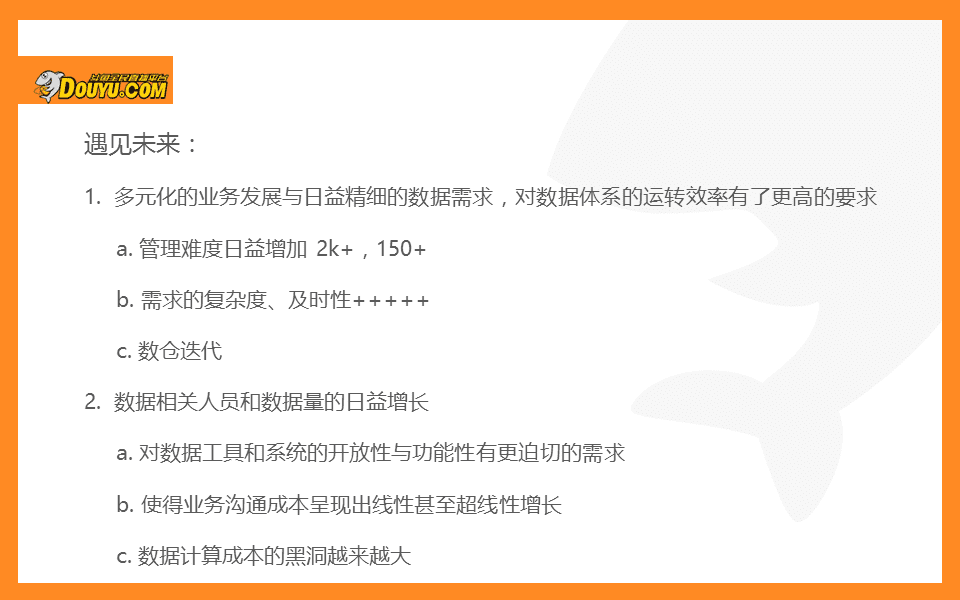 斗鱼全民直播平台
DOUYU.COM
遇见未来：
1. 多元化的业务发展与日益精细的数据需求，对数据体系的运转效率有了更高的要求
a. 管理难度日益增加 2k+，150+
b. 需求的复杂度、及时性+++++
c. 数仓迭代
2. 数据相关人员和数据量的日益增长
a. 对数据工具和系统的开放性与功能性有更迫切的需求
b. 使得业务沟通成本呈现出线性甚至超线性增长
c. 数据计算成本的黑洞越来越大